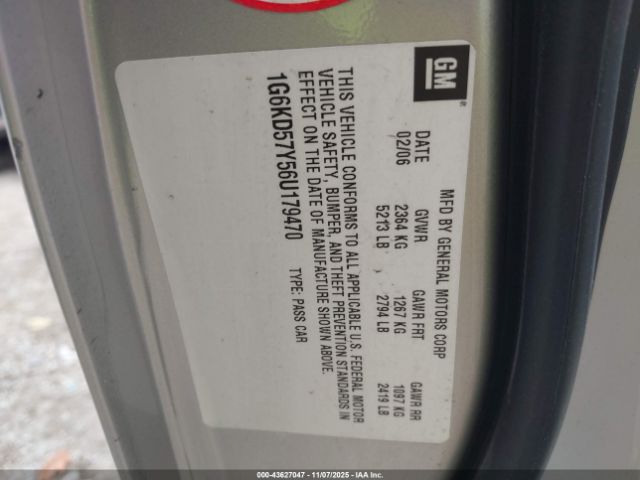 GM
MFD BY GENERAL MOTORS CORP
DATE GVWR GAWR FRT GAWR RR
02/06 2364 KG 1267 KG 1097 KG
5213 LB 2794 LB 2419 LB
THIS VEHICLE CONFORMS TO ALL APPLICABLE U.S. FEDERAL MOTOR
VEHICLE SAFETY, BUMPER, AND THEFT PREVENTION STANDARDS IN
EFFECT ON THE DATE OF MANUFACTURE SHOWN ABOVE.
1G6KD57Y56U179470 TYPE: PASS CAR
000-43627047 - 11/07/2025 - IAA Inc.